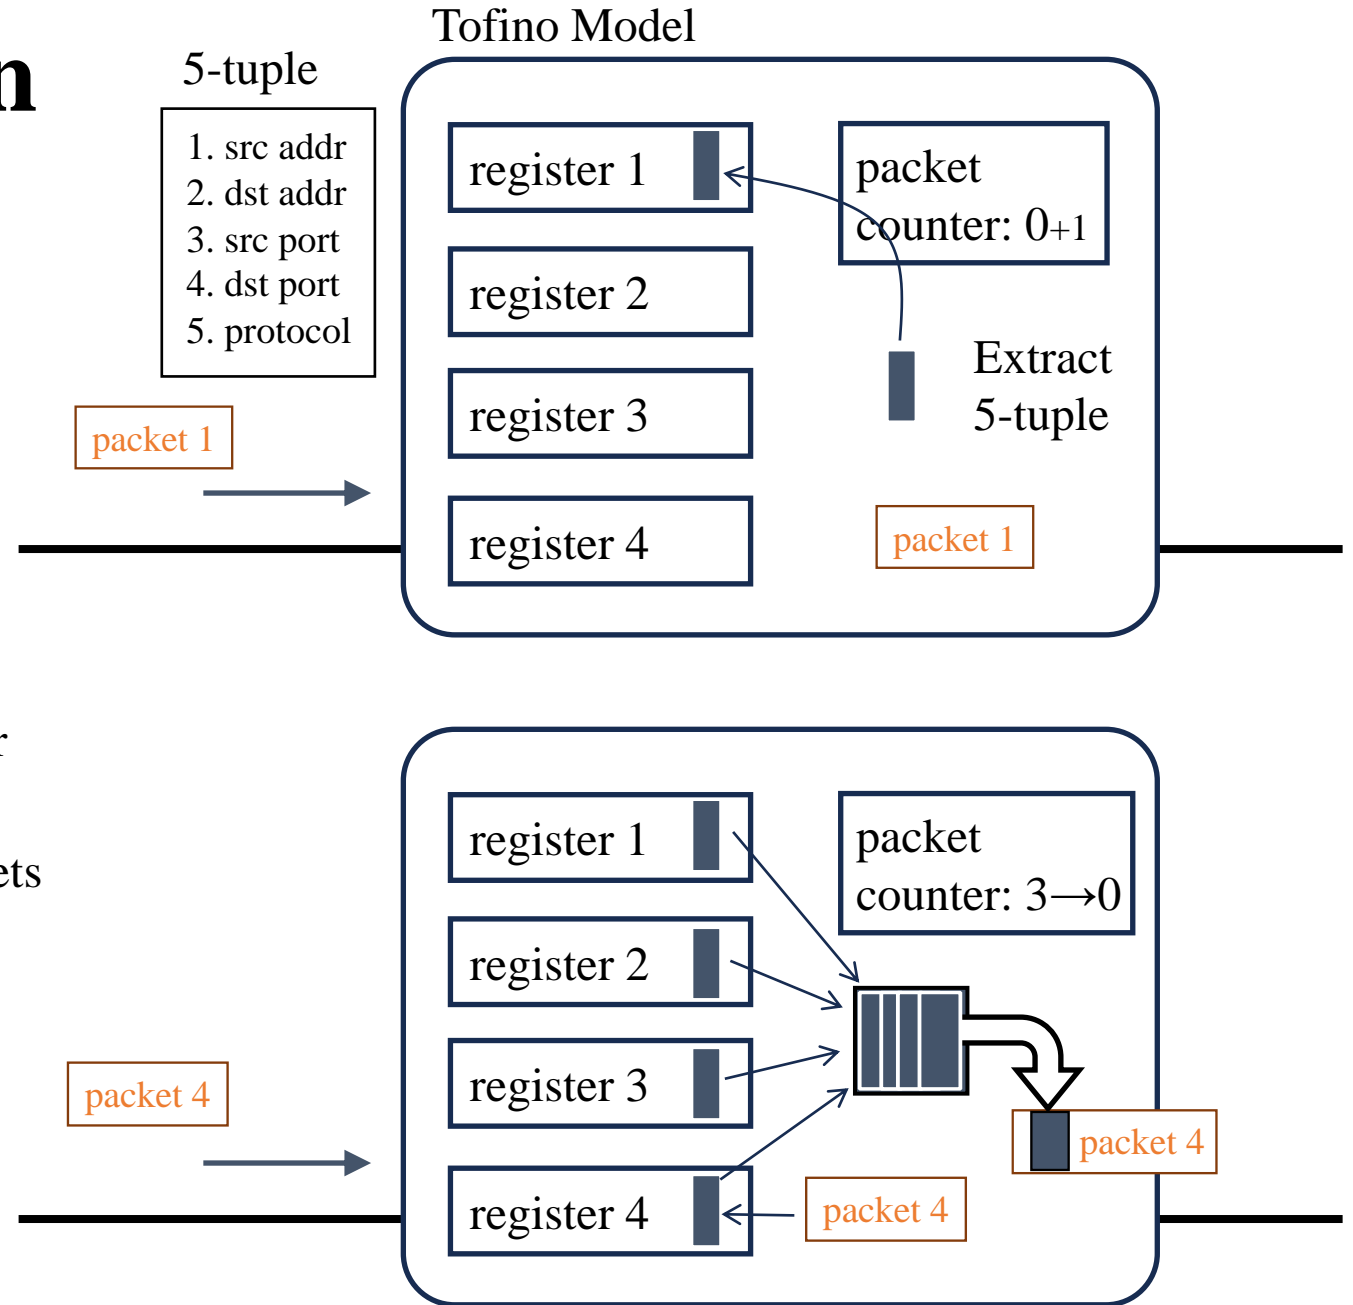 n
Tofino Model
5-tuple
1. src addr
2. dst addr
3. src port
4. dst port
5. protocol
packet 1
register 1
register 2
register 3
register 4
packet
counter: 0+1
Extract
5-tuple
packet 1
r
ets
packet 4
register 1
register 2
register 3
register 4
packet
counter: 3→0
packet 4
packet 4